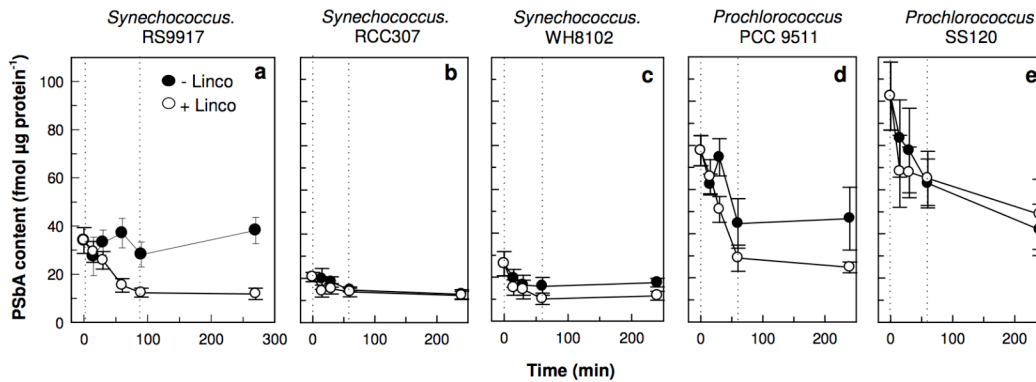 Synechococcus. Synechococcus. Synechococcus. Prochlorococcus Prochlorococcus
RS9917 RCC307 WH8102 PCC 9511 SS120
PSbA content (fmol µg protein⁻¹)
100
80
60
40
20
0
a
- Linco
+ Linco
b
c
d
e
0 100 200 300
0 100 200
0 100 200
0 100 200
0 100 200
Time (min)